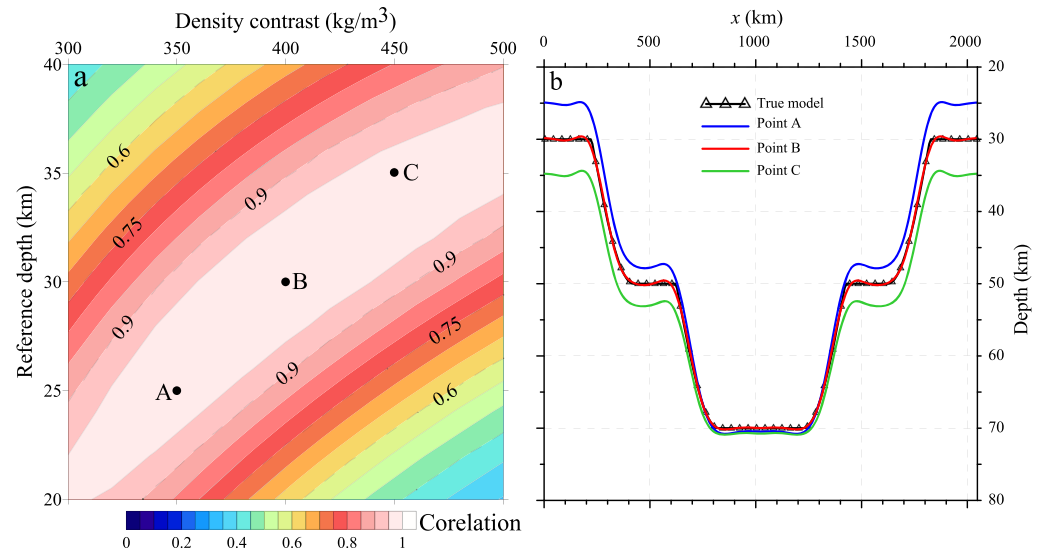 Density contrast (kg/m3)
300 350 400 450 500
a
40
35
30
25
20
Reference depth (km)
0.6
0.75
0.9
0.9
C
B
A
0.9
0.75
0.9
0.6
0 0.2 0.4 0.6 0.8 1
Corelation
x (km)
0 500 1000 1500 2000
b
True model
Point A
Point B
Point C
20
30
40
50
60
70
80
Depth (km)